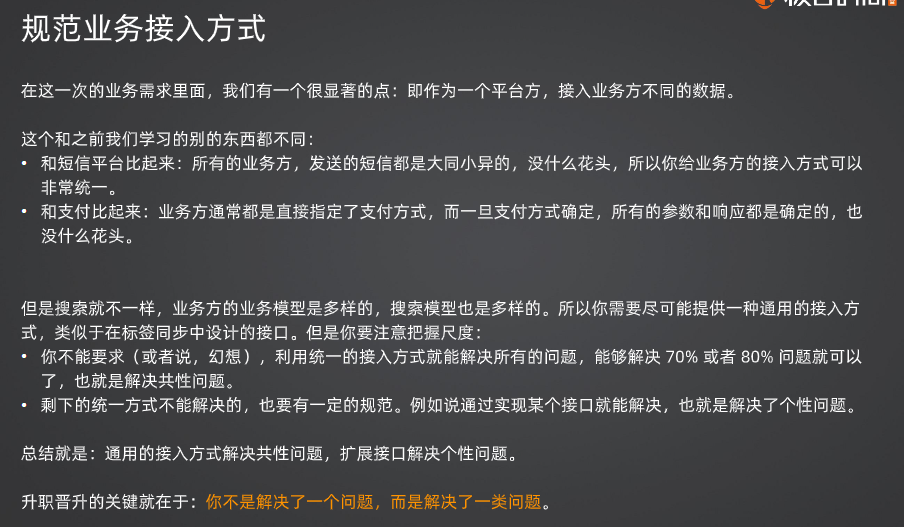 规范业务接入方式
在这一次的业务需求里面，我们有一个很显著的点：即作为一个平台方，接入业务方不同的数据。
这个和之前我们学习的别的东西都不同：
• 和短信平台比起来：所有的业务方，发送的短信都是大同小异的，没什么花头，所以你给业务方的接入方式可以
非常统一。
• 和支付比起来：业务方通常都是直接指定了支付方式，而一旦支付方式确定，所有的参数和响应都是确定的，也
没什么花头。
但是搜索就不一样，业务方的业务模型是多样的，搜索模型也是多样的。所以你需要尽可能提供一种通用的接入方
式，类似于在标签同步中设计的接口。但是你要注意把握尺度：
• 你不能要求（或者说，幻想），利用统一的接入方式就能解决所有的问题，能够解决 70% 或者 80% 问题就可以
了，也就是解决共性问题。
• 剩下的统一方式不能解决的，也要有一定的规范。例如说通过实现某个接口就能解决，也就是解决了个性问题。
总结就是：通用的接入方式解决共性问题，扩展接口解决个性问题。
升职晋升的关键就在于：你不是解决了一个问题，而是解决了一类问题。